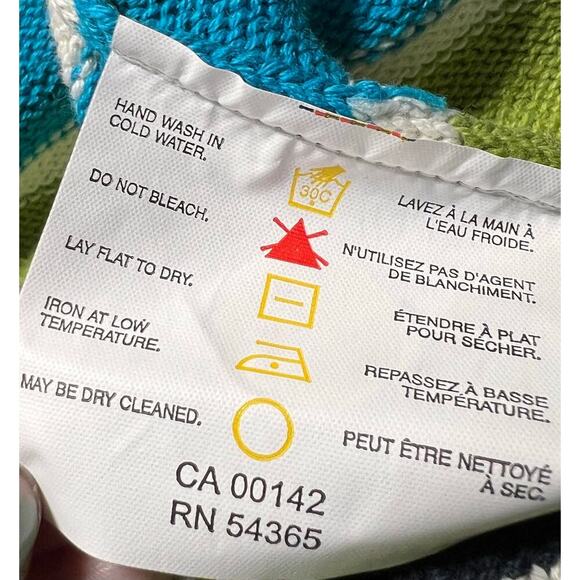 HAND WASH IN
COLD WATER.
30C
LAVEZ À LA MAIN À
L'EAU FROIDE.
DO NOT BLEACH.
N'UTILISEZ PAS D'AGENT
DE BLANCHIMENT.
LAY FLAT TO DRY.
ÉTENDRE À PLAT
POUR SÉCHER.
IRON AT LOW
TEMPERATURE.
REPASSEZ À BASSE
TEMPÉRATURE.
MAY BE DRY CLEANED.
PEUT ÊTRE NETTOYÉ
À SEC.
CA 00142
RN 54365